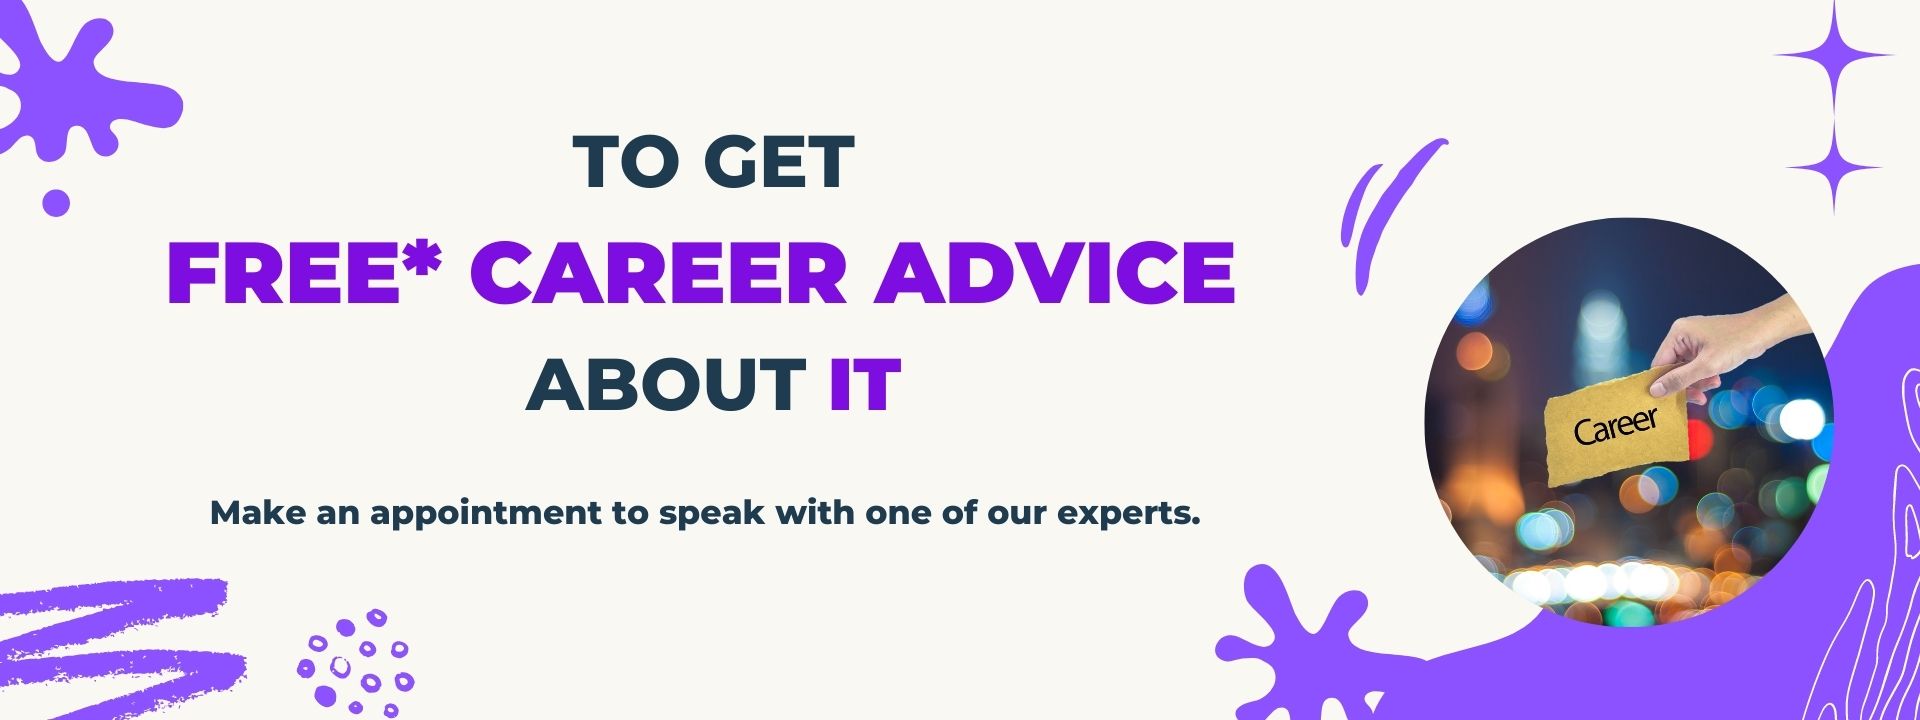 TO GET
FREE* CAREER ADVICE
ABOUT IT
Make an appointment to speak with one of our experts.
Career